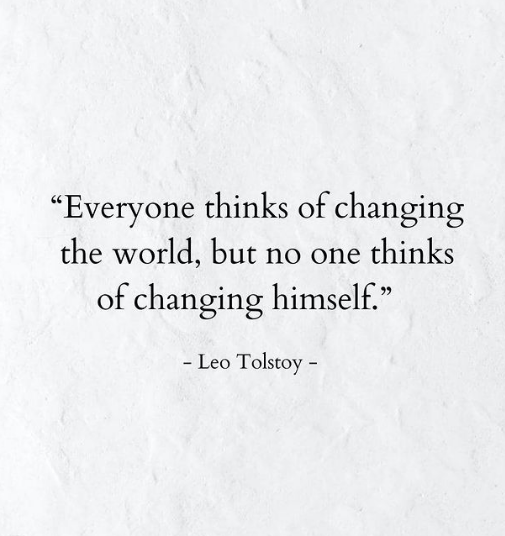 “Everyone thinks of changing
the world, but no one thinks
of changing himself.”
- Leo Tolstoy -